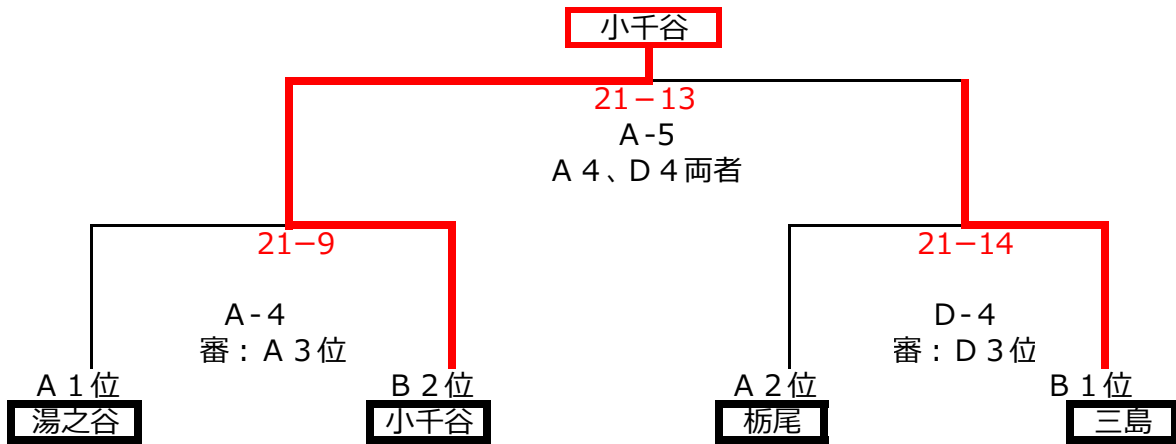 小千谷
21－13
A-5
A４、D４両者
21－9
21－14
A-４
D-４
審：A３位
審：D３位
A１位
B２位
A２位
B１位
湯之谷
小千谷
栃尾
三島